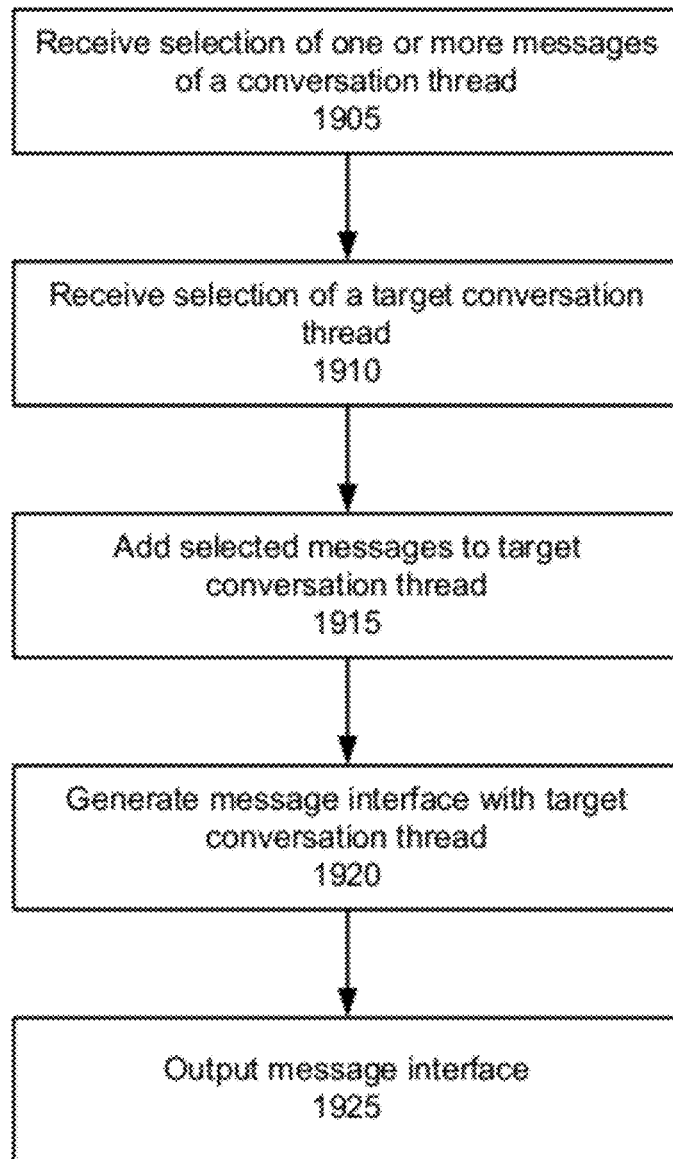 Receive selection of one or more messages
of a conversation thread
1905
Receive selection of a target conversation
thread
1910
Add selected messages to target
conversation thread
1915
Generate message interface with target
conversation thread
1920
Output message interface
1925